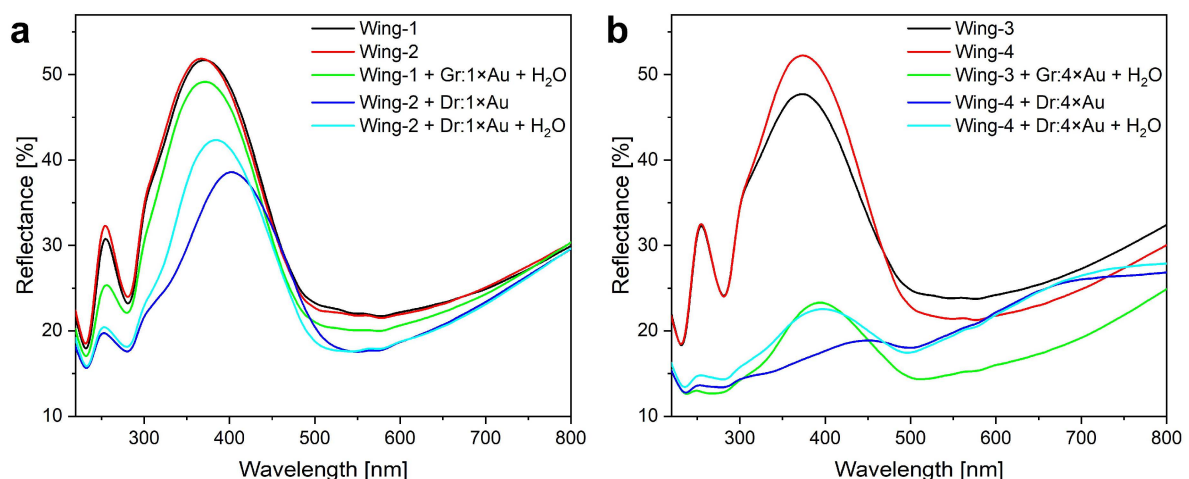 a
Wing-1
Wing-2
Wing-1 + Gr:1×Au + H₂O
Wing-2 + Dr:1×Au
Wing-2 + Dr:1×Au + H₂O
50
40
30
20
10
Reflectance [%]
300
400
500
600
700
800
Wavelength [nm]
b
Wing-3
Wing-4
Wing-3 + Gr:4×Au + H₂O
Wing-4 + Dr:4×Au
Wing-4 + Dr:4×Au + H₂O
50
40
30
20
10
Reflectance [%]
300
400
500
600
700
800
Wavelength [nm]